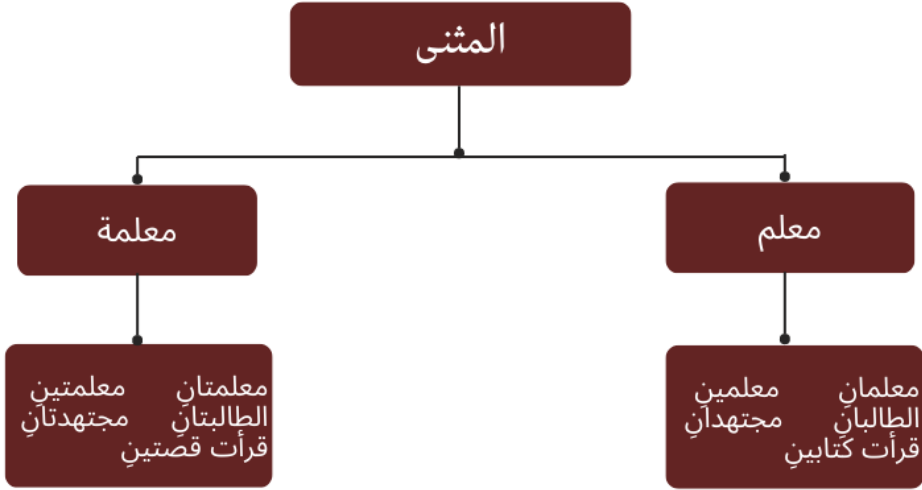 المثنى
معلم
معلمة
معلمانِ معلمينِ
الطالبانِ مجتهدانِ
قرأت كتابينِ
معلمتانِ معلمتينِ
الطالبتانِ مجتهدتانِ
قرأت قصتينِ